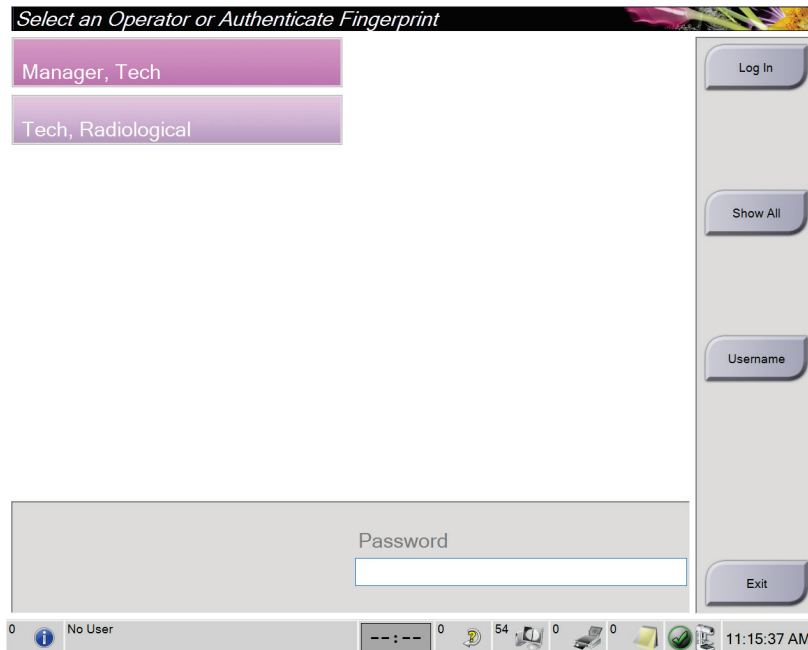 Select an Operator or Authenticate Fingerprint
Manager, Tech
Tech, Radiological
Log In
Show All
Username
Password
Exit
0 No User --:-- 0 54 0 0 11:15:37 AM